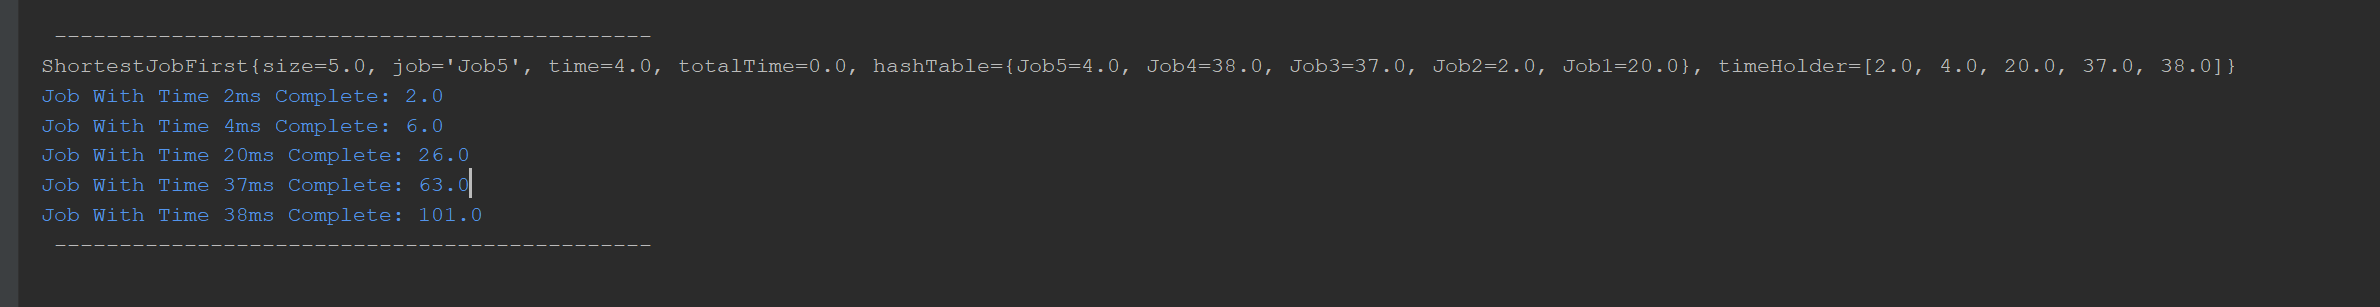 ----------------------------------------------
ShortestJobFirst{size=5.0, job='Job5', time=4.0, totalTime=0.0, hashTable={Job5=4.0, Job4=38.0, Job3=37.0, Job2=2.0, Job1=20.0}, timeHolder=[2.0, 4.0, 20.0, 37.0, 38.0]}
Job With Time 2ms Complete: 2.0
Job With Time 4ms Complete: 6.0
Job With Time 20ms Complete: 26.0
Job With Time 37ms Complete: 63.0
Job With Time 38ms Complete: 101.0
----------------------------------------------